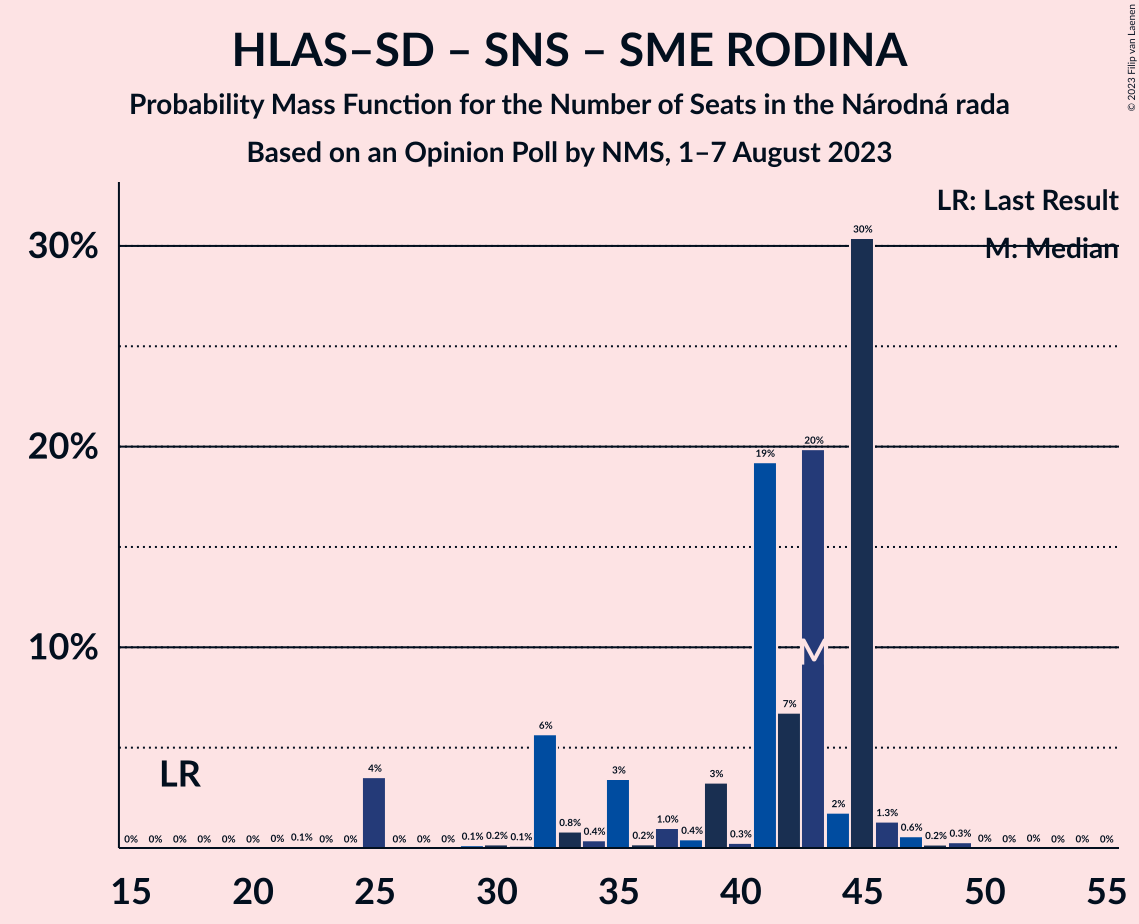 HLAS–SD – SNS – SME RODINA
Probability Mass Function for the Number of Seats in the Národná rada
Based on an Opinion Poll by NMS, 1–7 August 2023
© 2023 Filip van Laenen
LR: Last Result
M: Median
30%
20%
10%
30%
20%
19%
7%
6%
4%
3%
3%
2%
1.3%
1.0%
0.8%
0.6%
LR
M
0% 0% 0% 0% 0% 0% 0% 0.1% 0% 0% 0% 0% 0% 0.1% 0.2% 0.1% 0.4% 0.2% 0.4% 0.3% 0.2% 0.3% 0% 0% 0% 0% 0% 0%
15 20 25 30 35 40 45 50 55